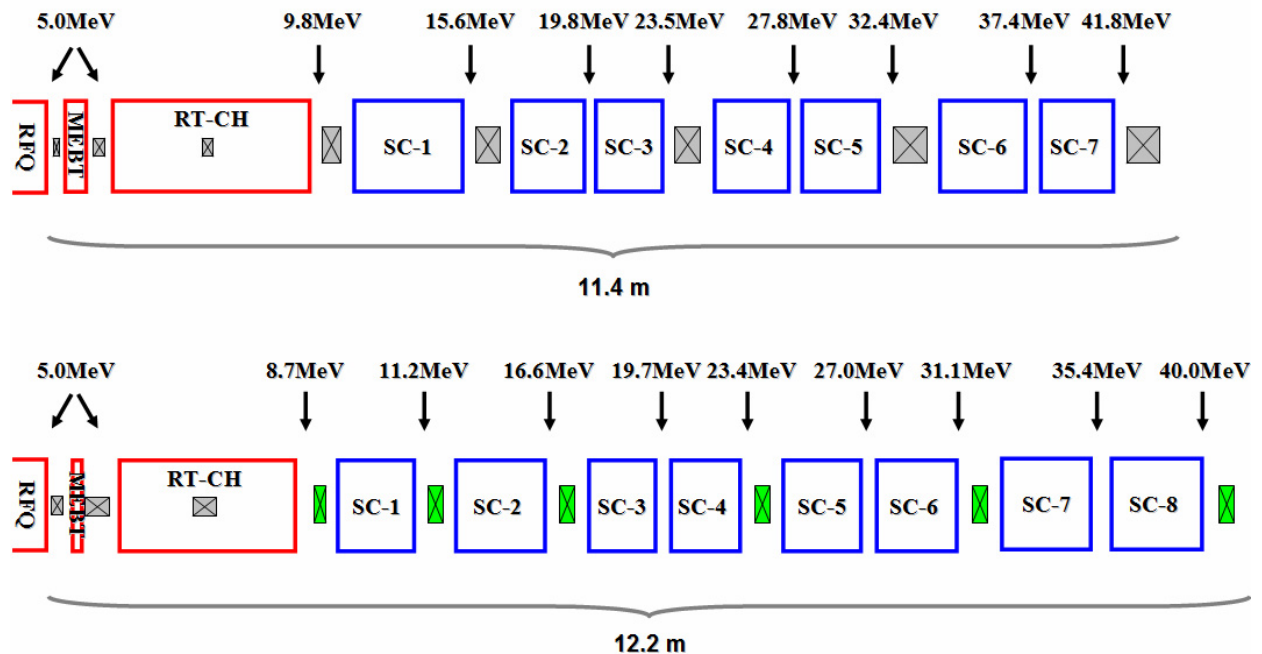 5.0MeV 9.8MeV 15.6MeV 19.8MeV 23.5MeV 27.8MeV 32.4MeV 37.4MeV 41.8MeV
RFQ MEBT RT-CH SC-1 SC-2 SC-3 SC-4 SC-5 SC-6 SC-7
11.4 m
5.0MeV 8.7MeV 11.2MeV 16.6MeV 19.7MeV 23.4MeV 27.0MeV 31.1MeV 35.4MeV 40.0MeV
RFQ MEBT RT-CH SC-1 SC-2 SC-3 SC-4 SC-5 SC-6 SC-7 SC-8
12.2 m